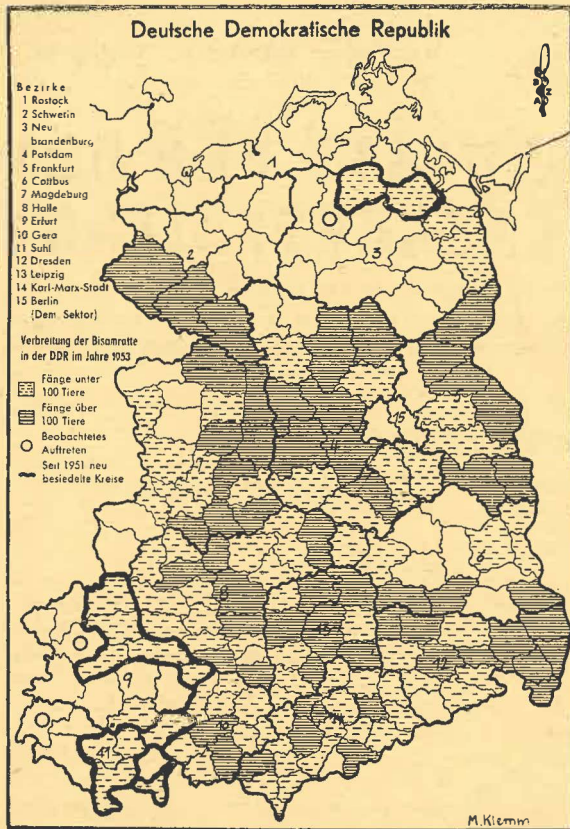 Deutsche Demokratische Republik
Bezirke
1 Rostock
2 Schwerin
3 Neu
brandenburg
4 Potsdam
5 Frankfurt
6 Cottbus
7 Magdeburg
8 Halle
9 Erfurt
10 Gera
11 Suhl
12 Dresden
13 Leipzig
14 Karl-Marx-Stadt
15 Berlin
(Dem. Sektor)
Verbreitung der Bisamratte
in der DDR im Jahre 1953
Fänge unter
100 Tiere
Fänge über
100 Tiere
Beobachtetes
Auftreten
Seit 1951 neu
besiedelte Kreise
1
2
3
15
5
7
6
8
13
12
9
11
M. Klemm